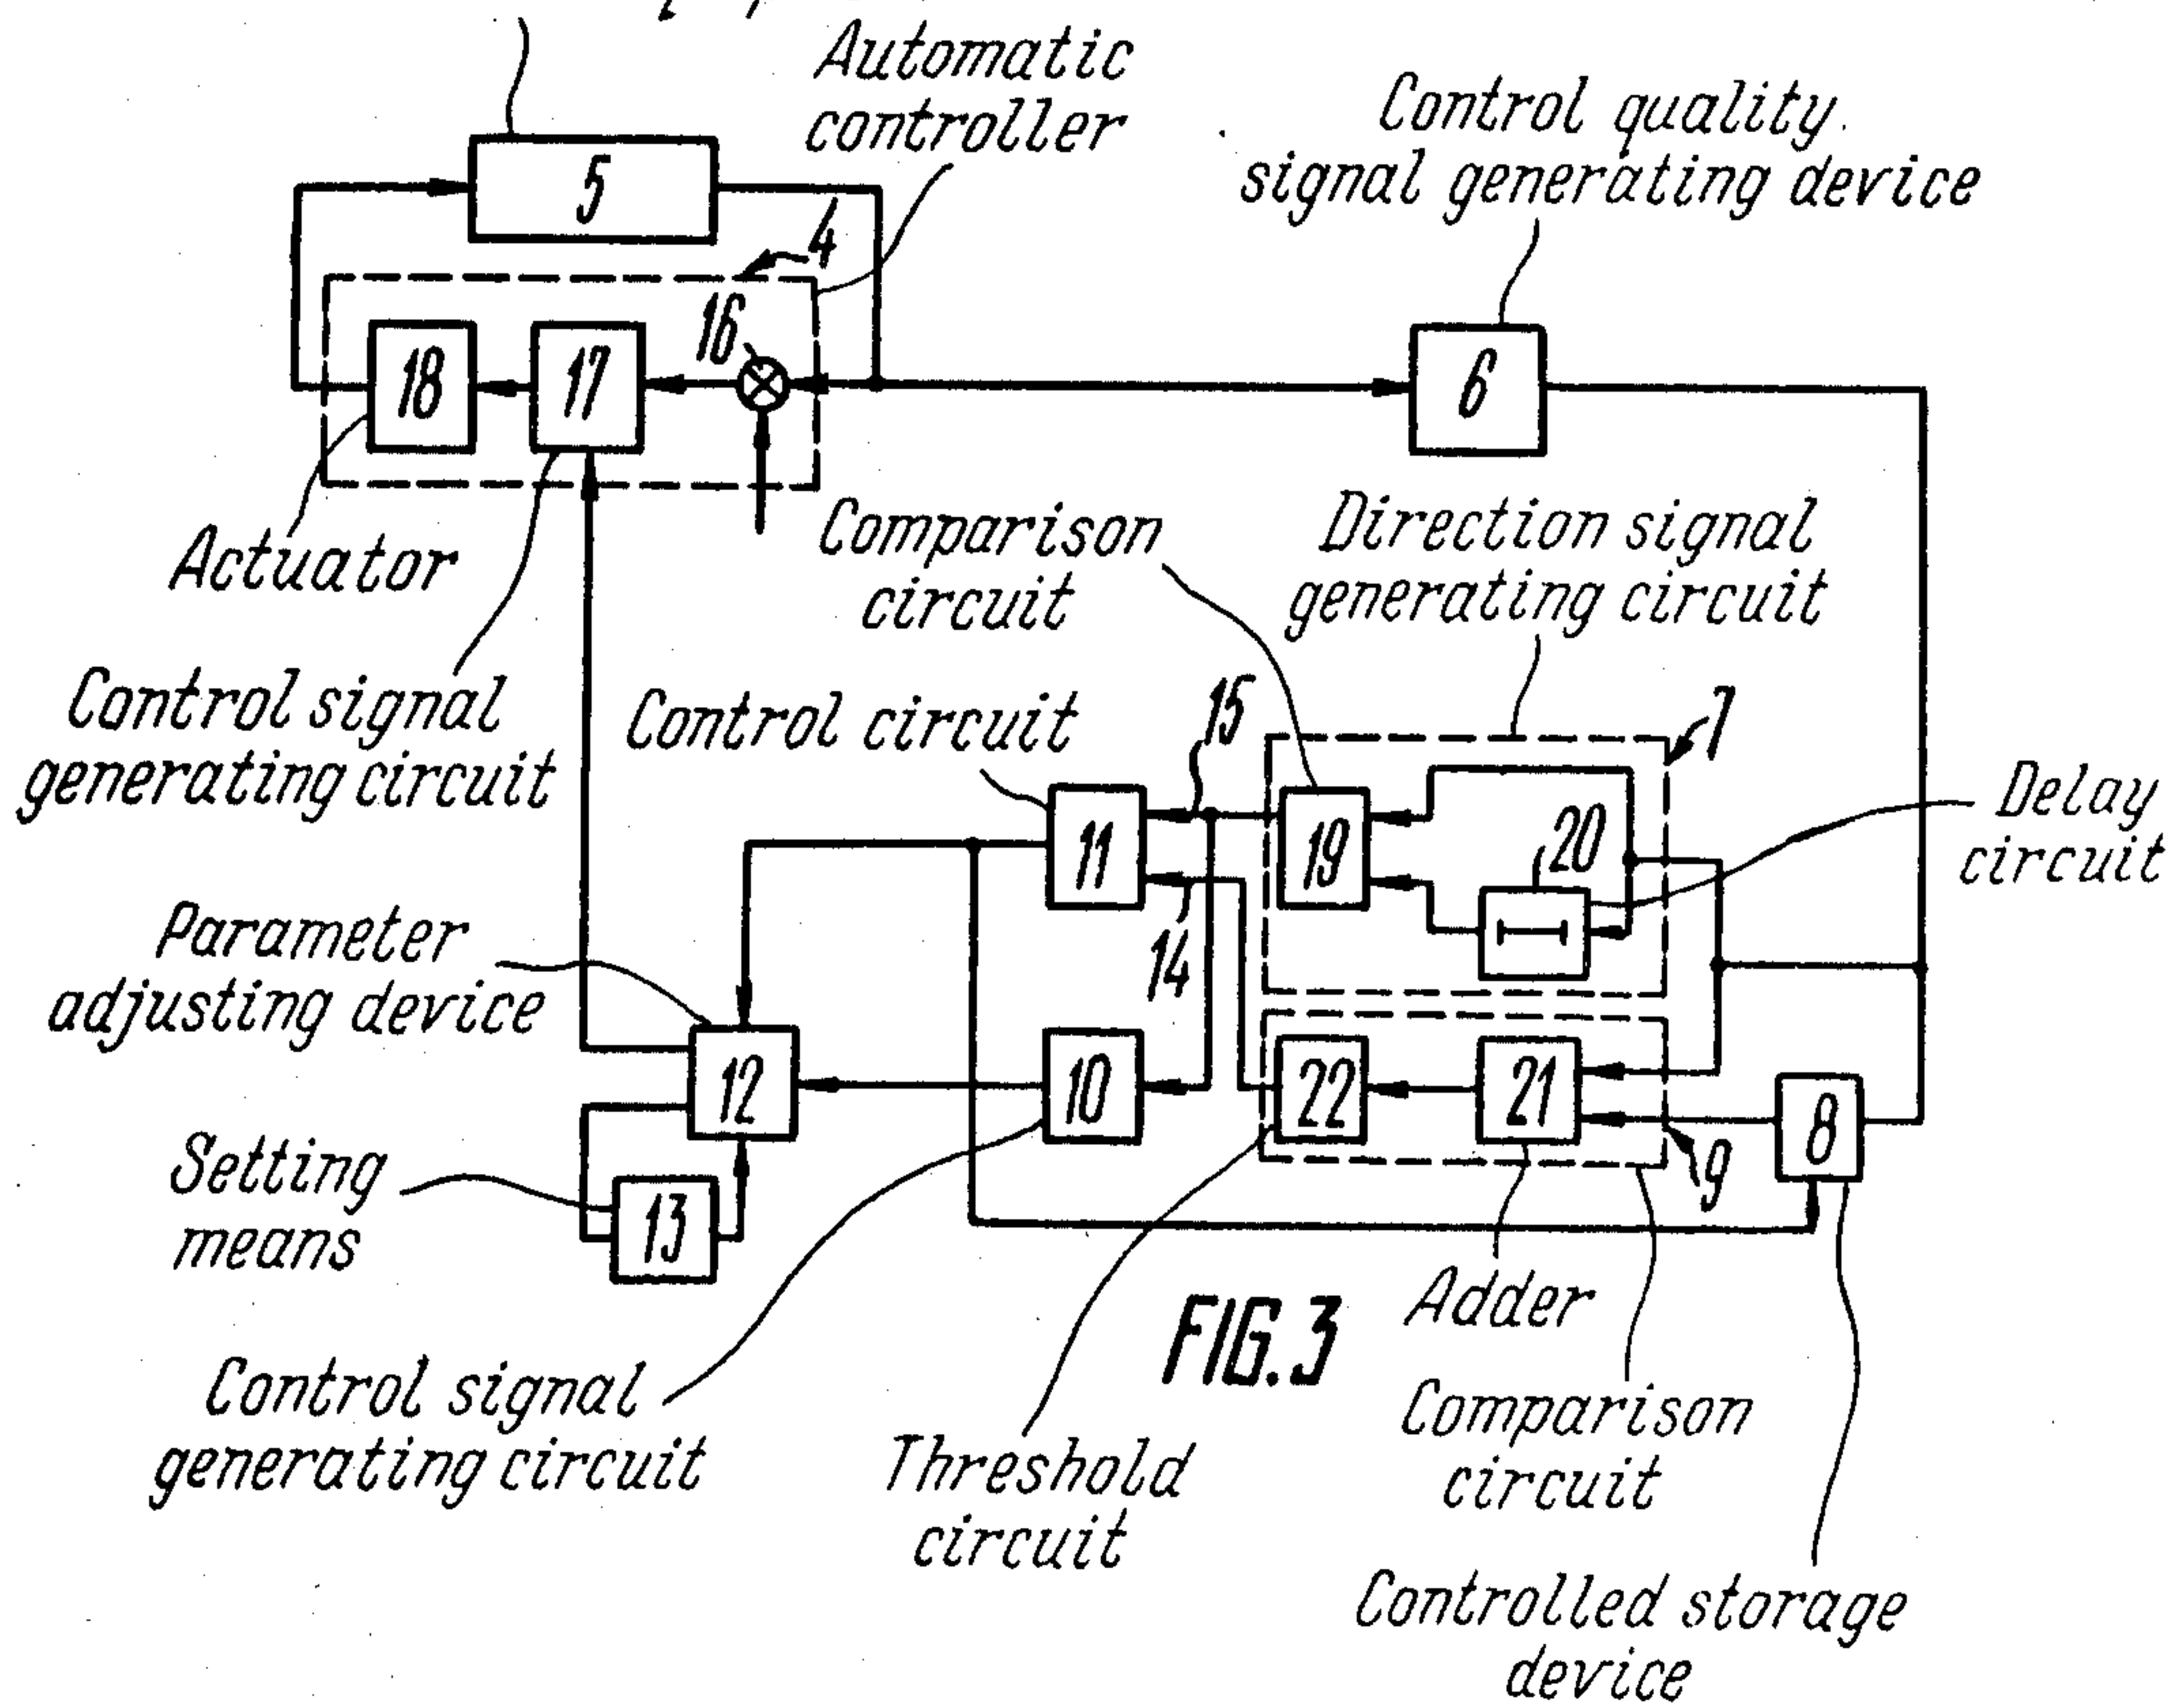 Automatic
controller
Control quality
signal generating device
5
4
16
18
17
6
Actuator
Comparison
circuit
Direction signal
generating circuit
Control signal
generating circuit
Control circuit
15
7
Delay
circuit
11
19
20
14
Parameter
adjusting device
12
10
22
21
8
9
Setting
means
13
Adder
FIG. 3
Control signal
generating circuit
Threshold
circuit
Comparison
circuit
Controlled storage
device